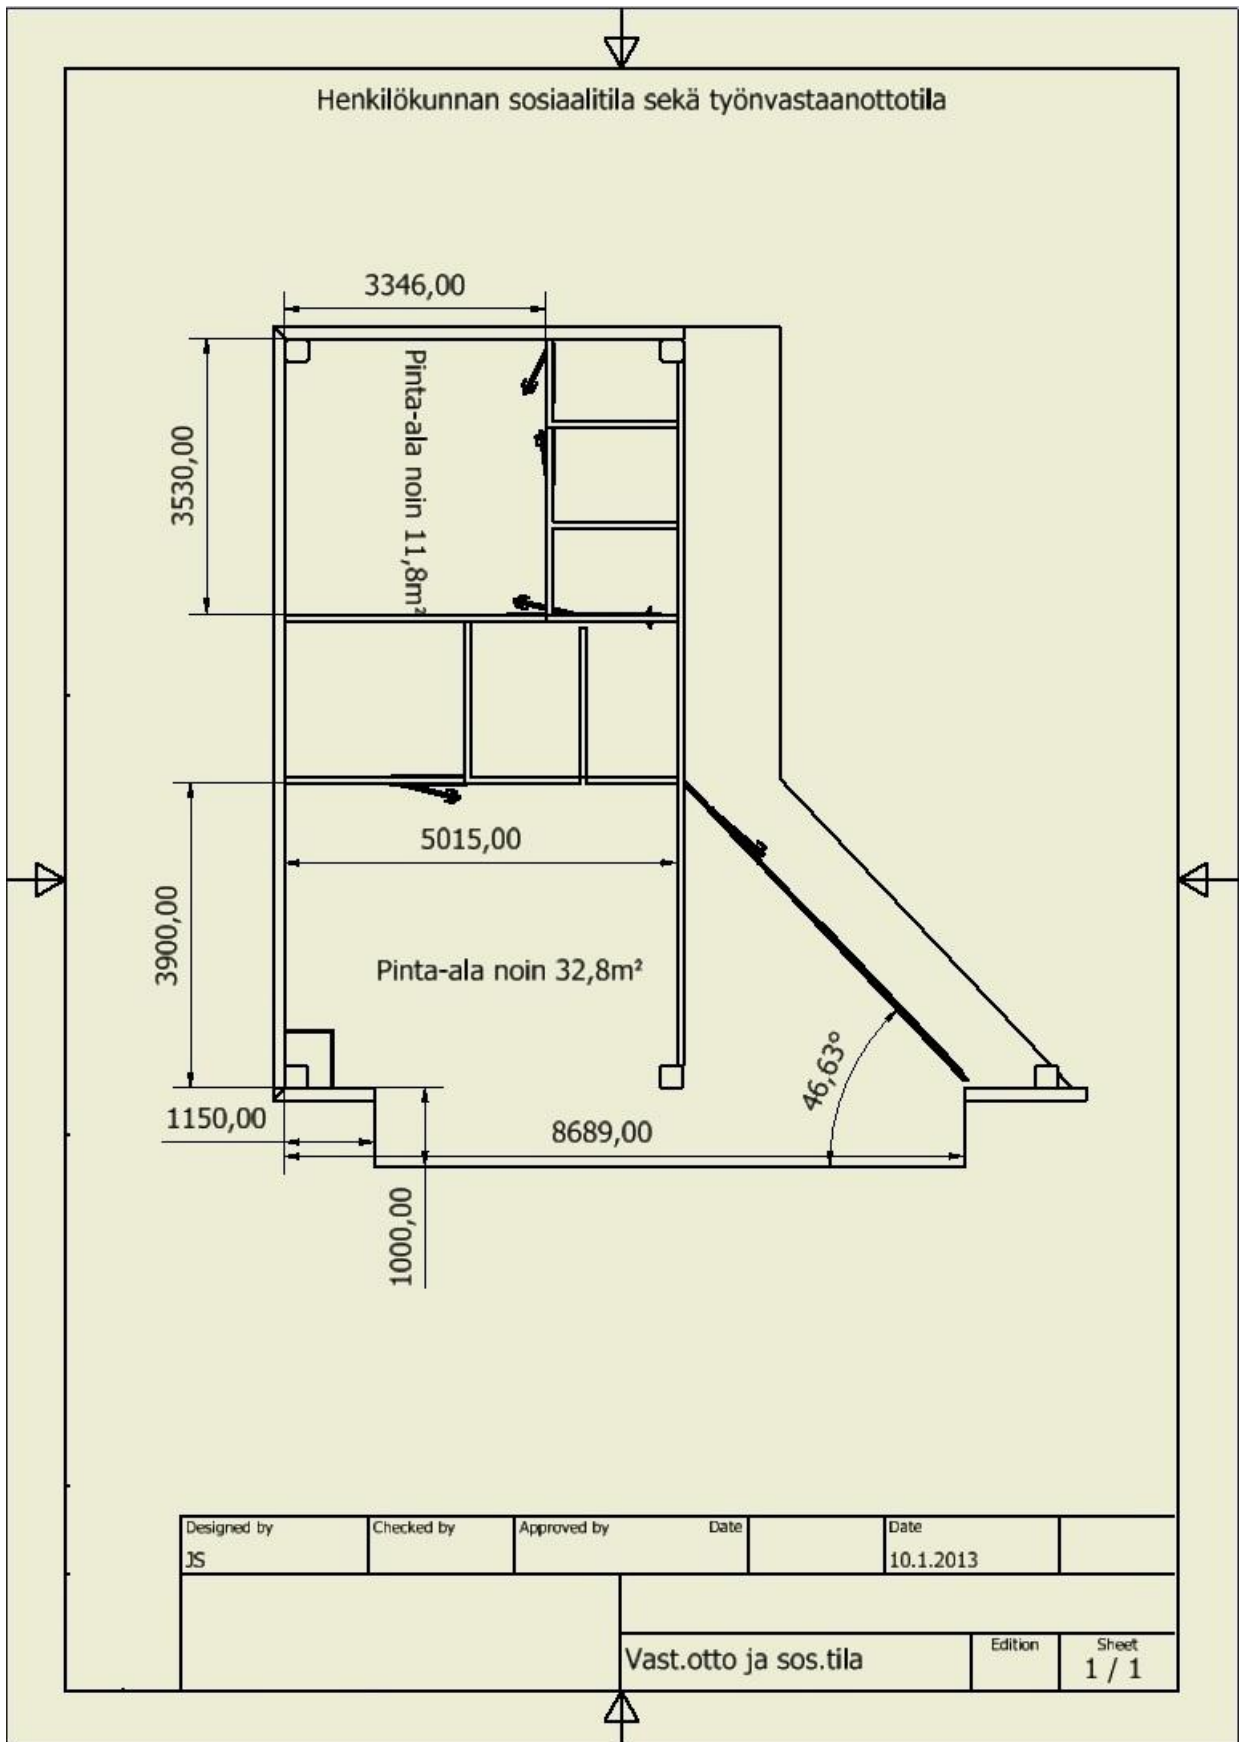 Henkilökunnan sosiaalitila sekä työnvastaanottotila
3346,00
Pinta-ala noin 11,8m²
3530,00
5015,00
3900,00
Pinta-ala noin 32,8m²
46,63°
1150,00
8689,00
1000,00
Designed by
JS
Checked by
Approved by
Date
Date
10.1.2013
Vast.otto ja sos.tila
Edition
Sheet
1 / 1